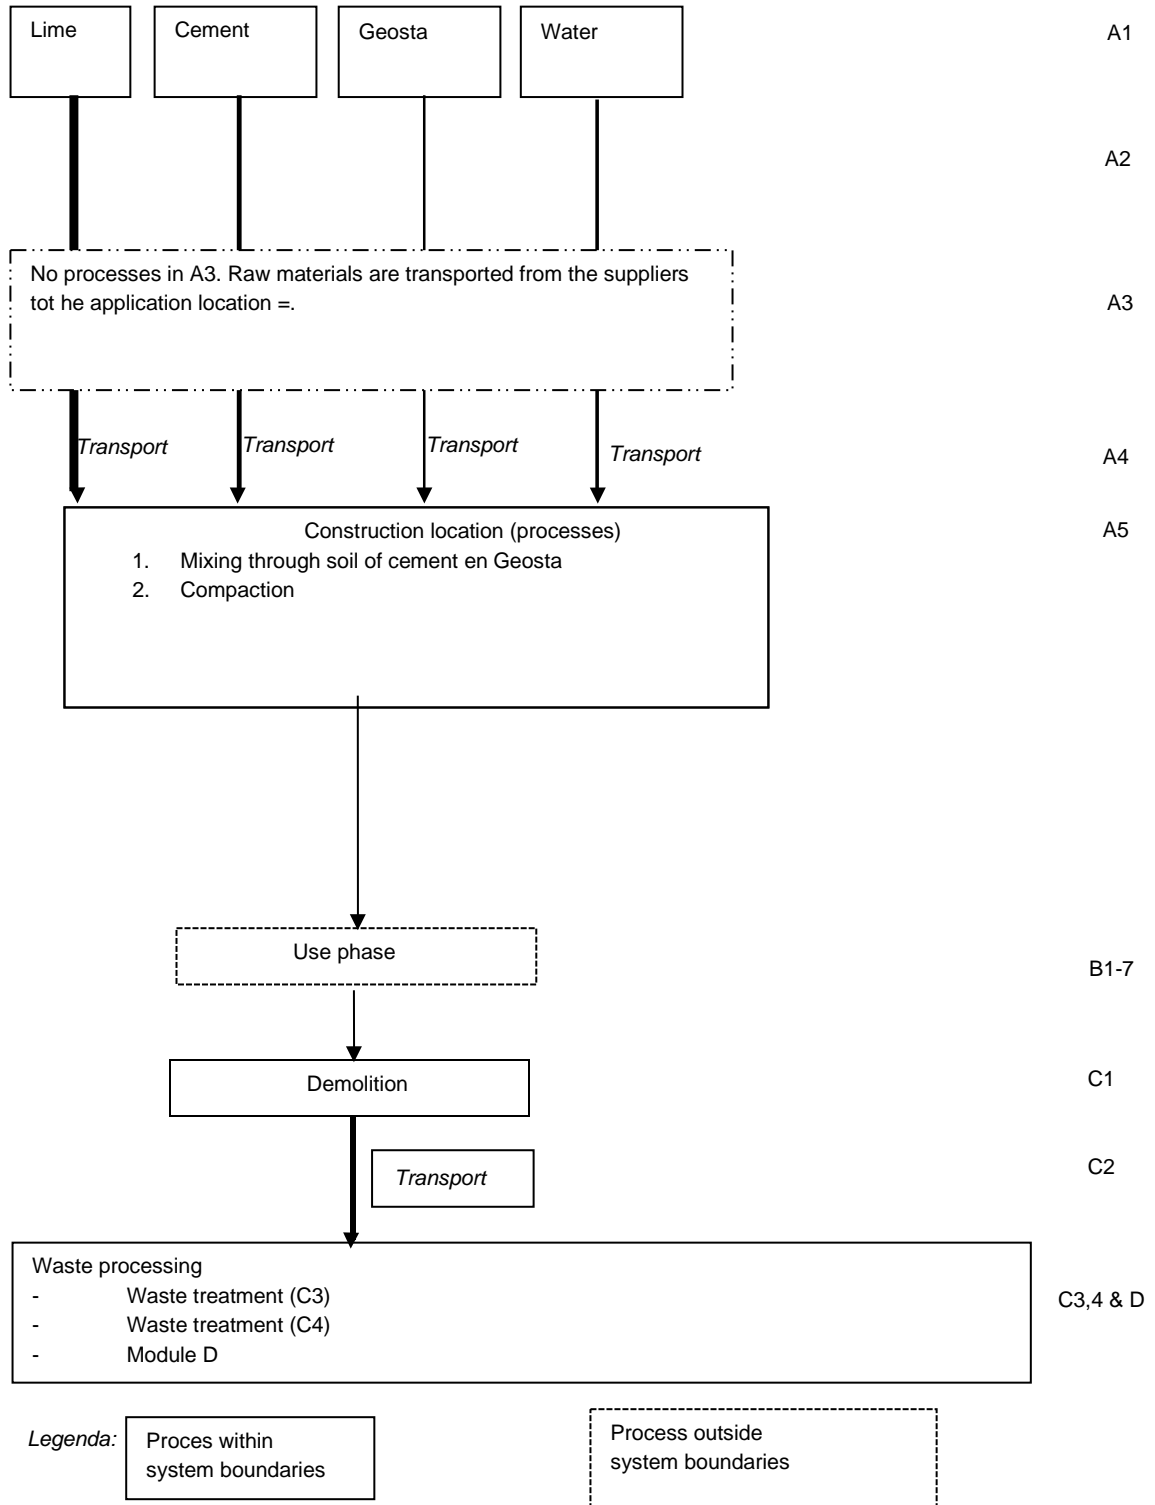 Lime
Cement
Geosta
Water
A1
A2
No processes in A3. Raw materials are transported from the suppliers
tot he application location =.
A3
Transport
Transport
Transport
Transport
A4
Construction location (processes)
A5
1. Mixing through soil of cement en Geosta
2. Compaction
Use phase
B1-7
Demolition
C1
Transport
C2
Waste processing
- Waste treatment (C3)
- Waste treatment (C4)
- Module D
C3,4 & D
Legenda:
Proces within
system boundaries
Process outside
system boundaries